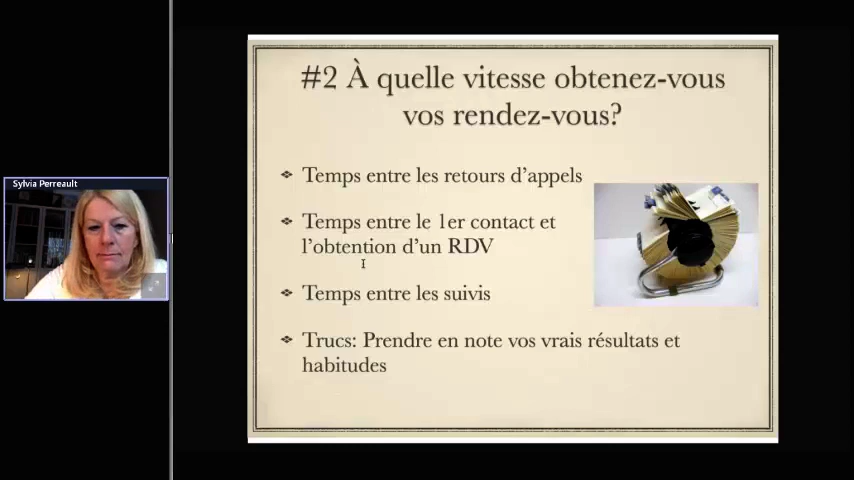 Sylvia Perreault
#2 À quelle vitesse obtenez-vous
vos rendez-vous?
Temps entre les retours d’appels
Temps entre le 1er contact et
l’obtention d’un RDV
Temps entre les suivis
Trucs: Prendre en note vos vrais résultats et
habitudes